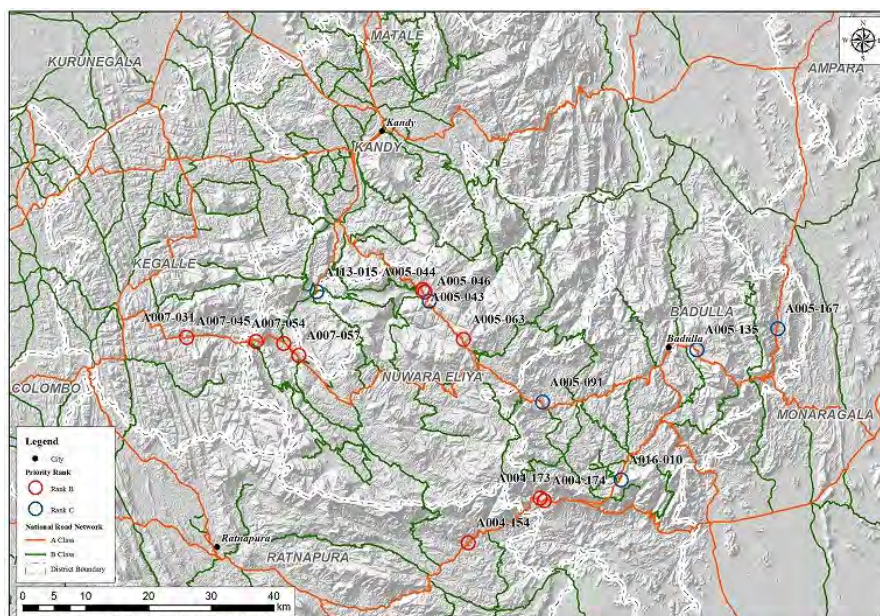 MATALE
KURUNEGALA
N
W
S
AMPARA
Kandy
KANDY
KEGALLE
A113-015
A005-044
A005-046
A005-043
A007-031
A007-045
A007-054
A007-057
A005-063
BADULLA
A005-135
A005-167
Badulla
COLOMBO
NUWARA ELIYA
A005-091
MONARAGALA
Legend
City
Priority Rank
Rank B
Rank C
National Road Network
A Class
B Class
District Boundary
A016-010
A004-173
A004-174
A004-154
Ratnapura
RATNAPURA
0 5 10 20 30 40
km